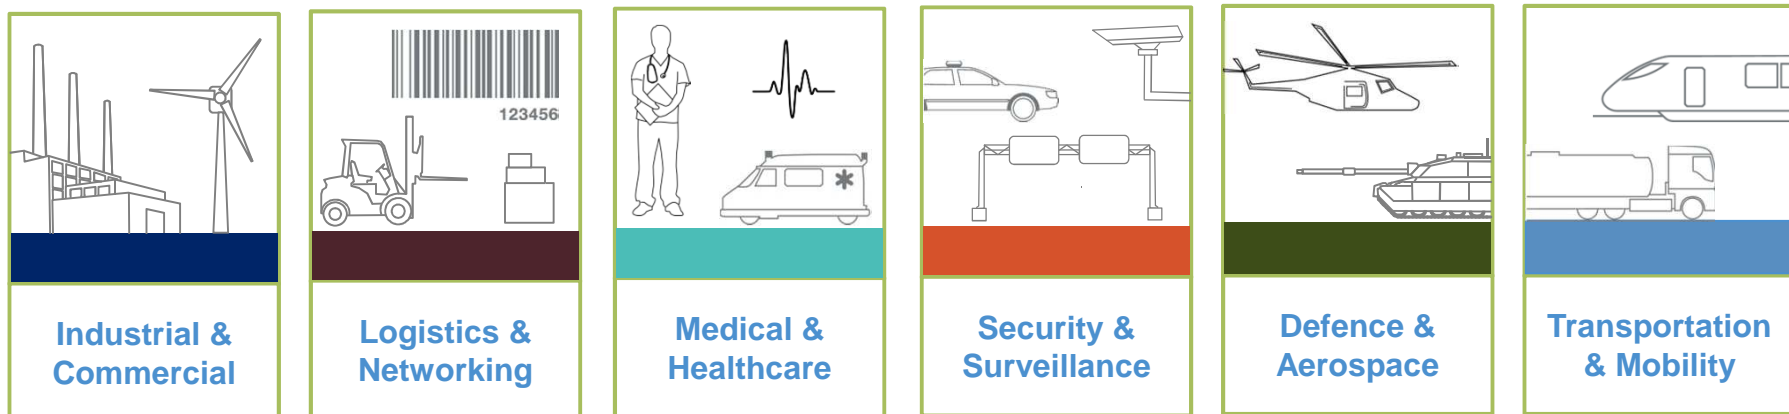 123456
Industrial &
Commercial
Logistics &
Networking
Medical &
Healthcare
Security &
Surveillance
Defence &
Aerospace
Transportation
& Mobility